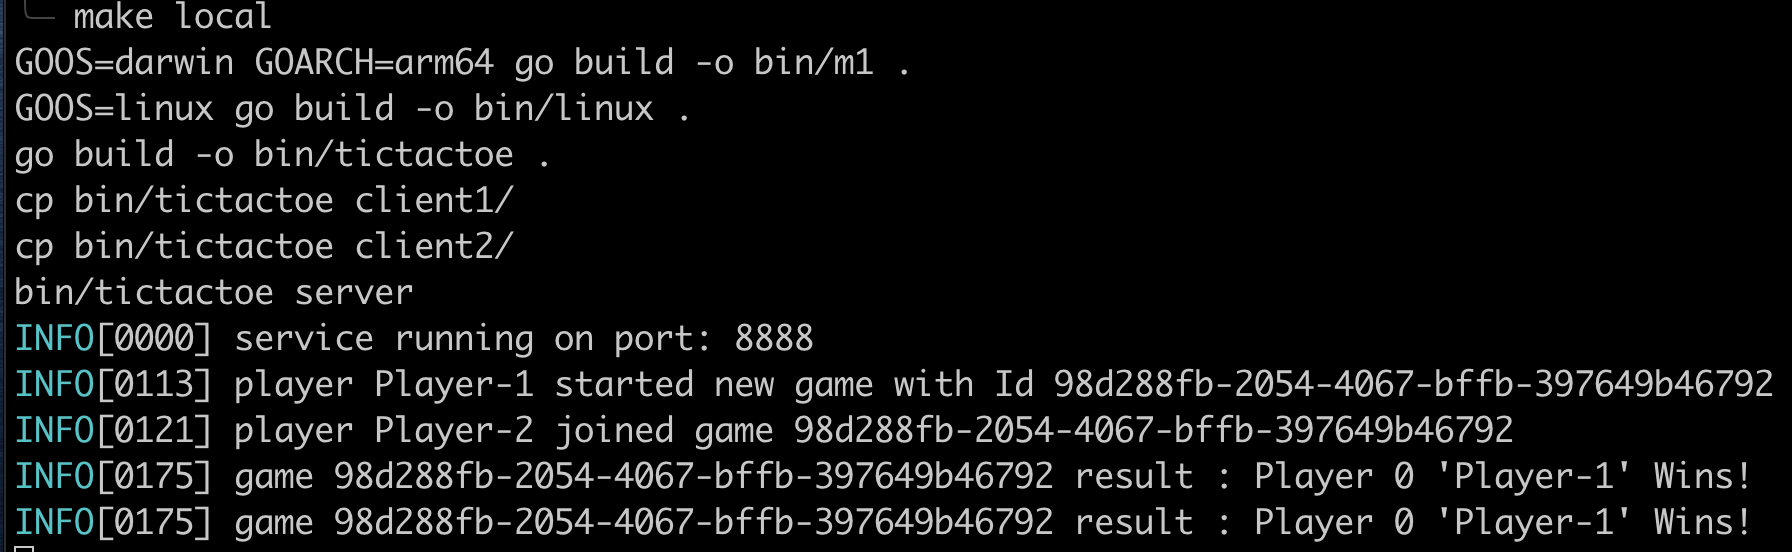 make local
GOOS=darwin GOARCH=arm64 go build -o bin/m1 .
GOOS=linux go build -o bin/linux .
go build -o bin/tictactoe .
cp bin/tictactoe client1/
cp bin/tictactoe client2/
bin/tictactoe server
INFO[0000] service running on port: 8888
INFO[0113] player Player-1 started new game with Id 98d288fb-2054-4067-bffb-397649b46792
INFO[0121] player Player-2 joined game 98d288fb-2054-4067-bffb-397649b46792
INFO[0175] game 98d288fb-2054-4067-bffb-397649b46792 result : Player 0 'Player-1' Wins!
INFO[0175] game 98d288fb-2054-4067-bffb-397649b46792 result : Player 0 'Player-1' Wins!